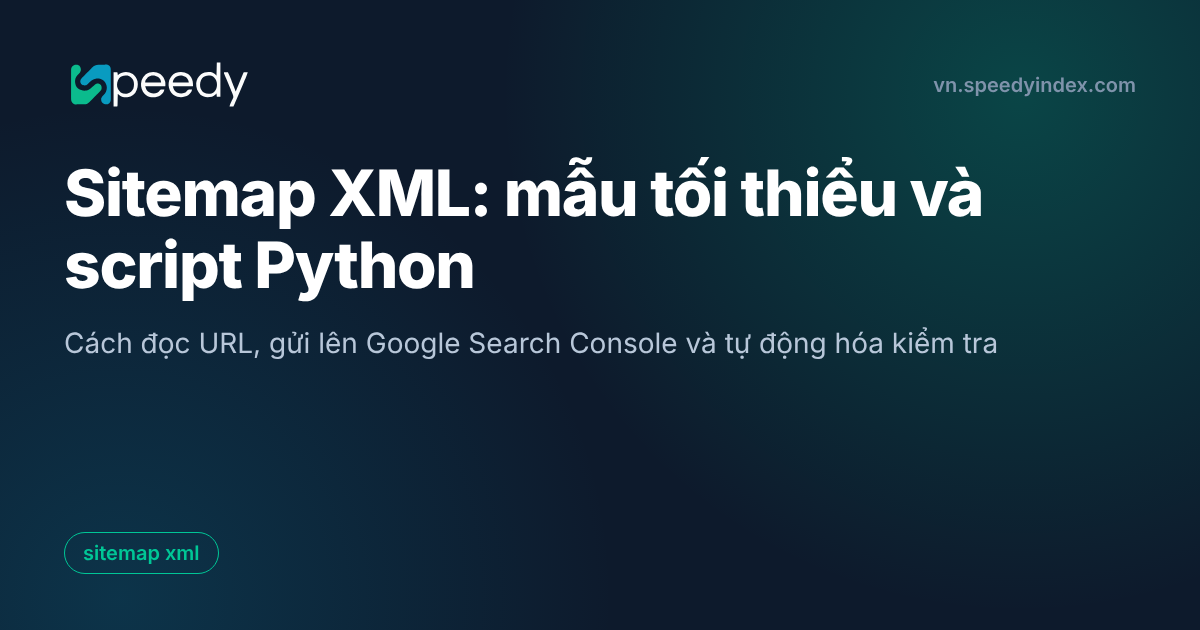 Speedy
vn.speedyindex.com
Sitemap XML: mẫu tối thiểu và
script Python
Cách đọc URL, gửi lên Google Search Console và tự động hóa kiểm tra
sitemap xml